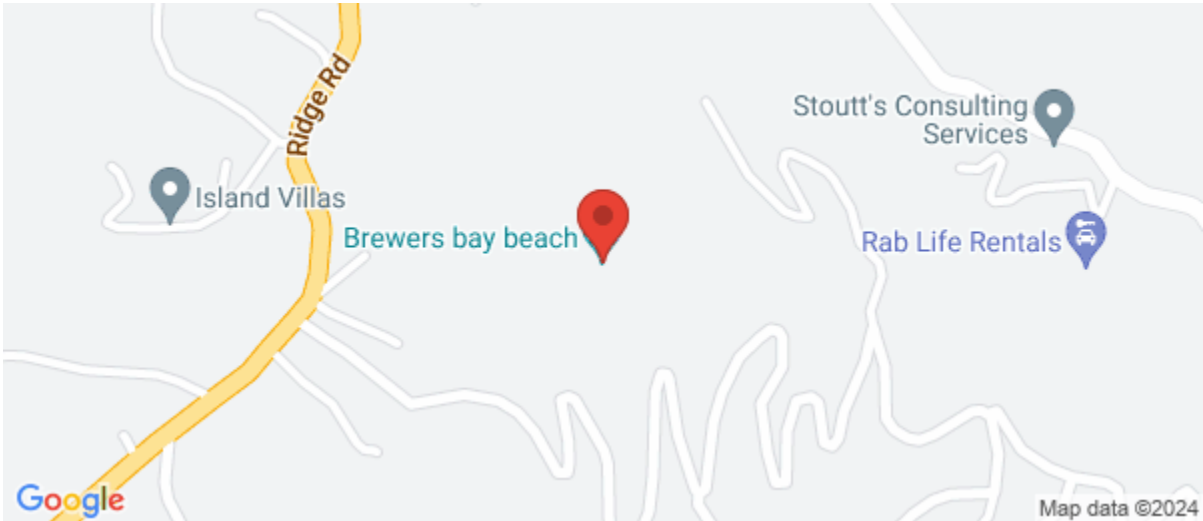 Ridge Rd
Stoutt's Consulting
Services
Island Villas
Brewers bay beach
Rab Life Rentals
Google
Map data ©2024